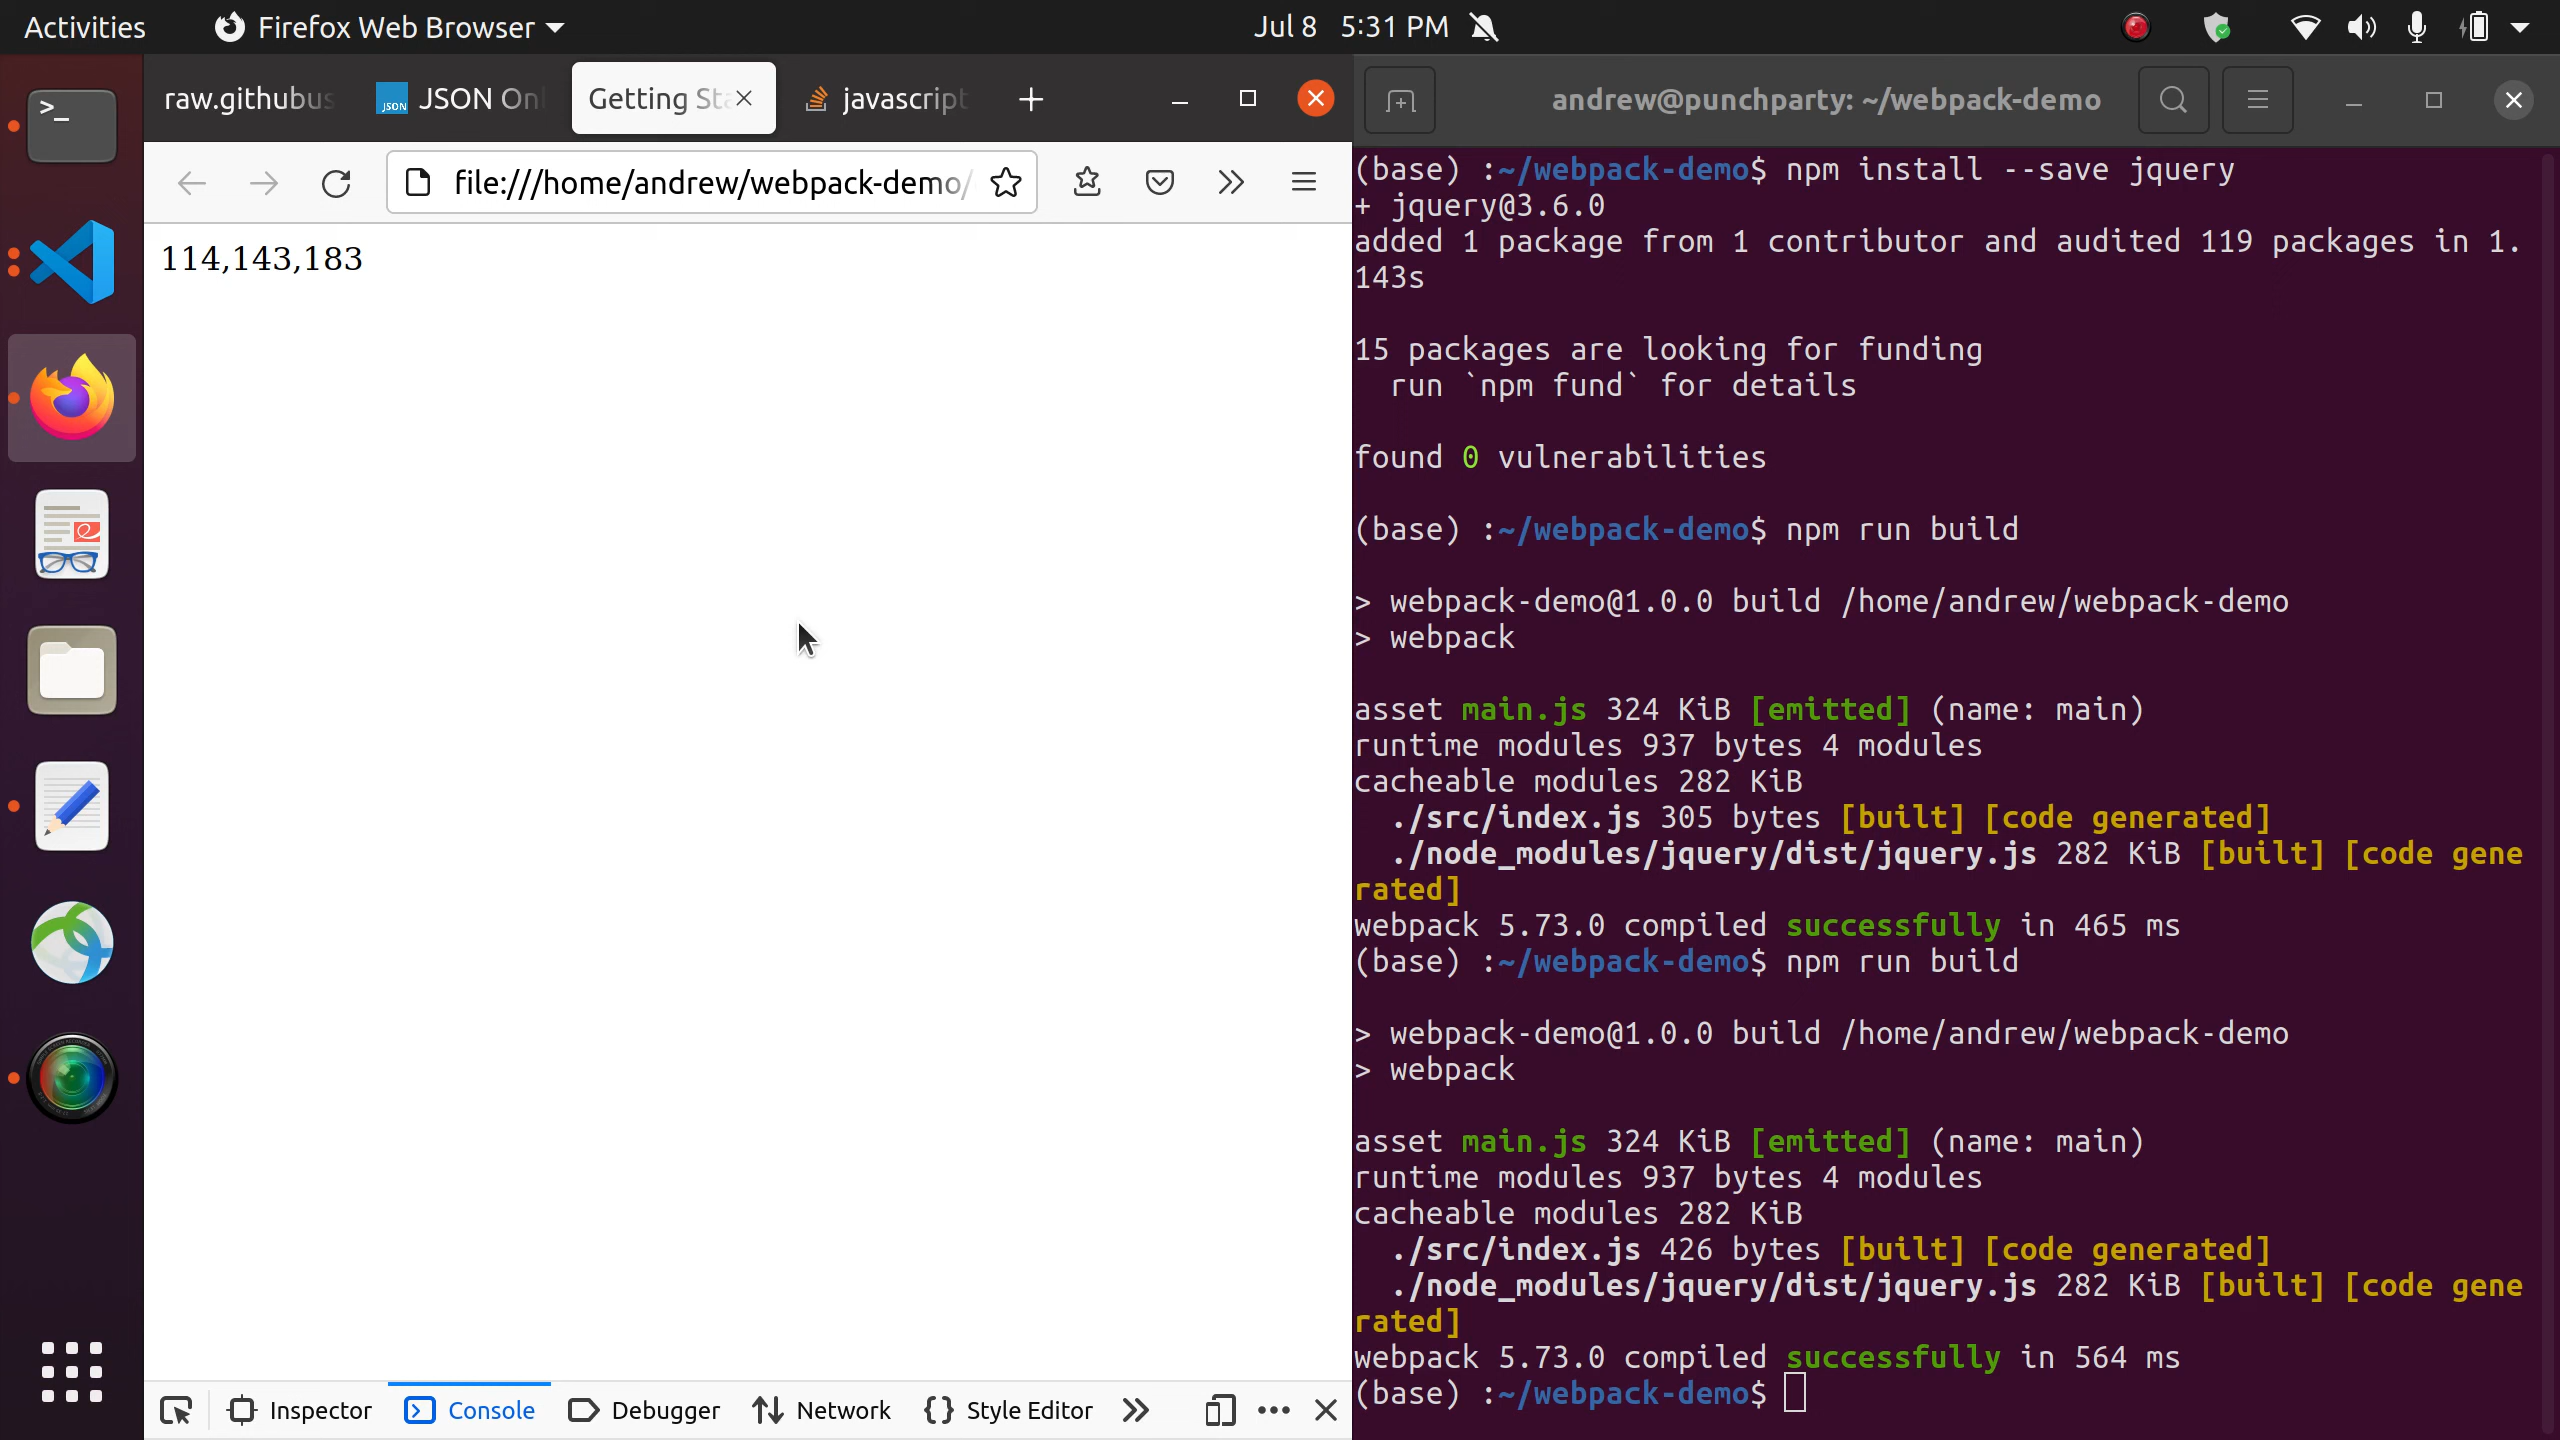 Activities
Firefox Web Browser
Jul 8 5:31 PM
raw.githubus
JSON Onl
Getting Sta
javascript
file:///home/andrew/webpack-demo/
114,143,183
Inspector
Console
Debugger
Network
Style Editor
andrew@punchparty: ~/webpack-demo
(base) :~/webpack-demo$ npm install --save jquery
+ jquery@3.6.0
added 1 package from 1 contributor and audited 119 packages in 1.
143s
15 packages are looking for funding
run `npm fund` for details
found 0 vulnerabilities
(base) :~/webpack-demo$ npm run build
> webpack-demo@1.0.0 build /home/andrew/webpack-demo
> webpack
asset main.js 324 KiB [emitted] (name: main)
runtime modules 937 bytes 4 modules
cacheable modules 282 KiB
./src/index.js 305 bytes [built] [code generated]
./node_modules/jquery/dist/jquery.js 282 KiB [built] [code gene
rated]
webpack 5.73.0 compiled successfully in 465 ms
(base) :~/webpack-demo$ npm run build
> webpack-demo@1.0.0 build /home/andrew/webpack-demo
> webpack
asset main.js 324 KiB [emitted] (name: main)
runtime modules 937 bytes 4 modules
cacheable modules 282 KiB
./src/index.js 426 bytes [built] [code generated]
./node_modules/jquery/dist/jquery.js 282 KiB [built] [code gene
rated]
webpack 5.73.0 compiled successfully in 564 ms
(base) :~/webpack-demo$